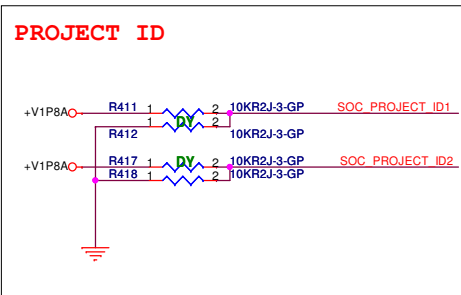 PROJECT ID
R411 1 2 10KR2J-3-GP SOC_PROJECT_ID1
+V1P8A
R412 1 DY 2 10KR2J-3-GP
R417 1 DY 2 10KR2J-3-GP SOC_PROJECT_ID2
+V1P8A
R418 1 2 10KR2J-3-GP